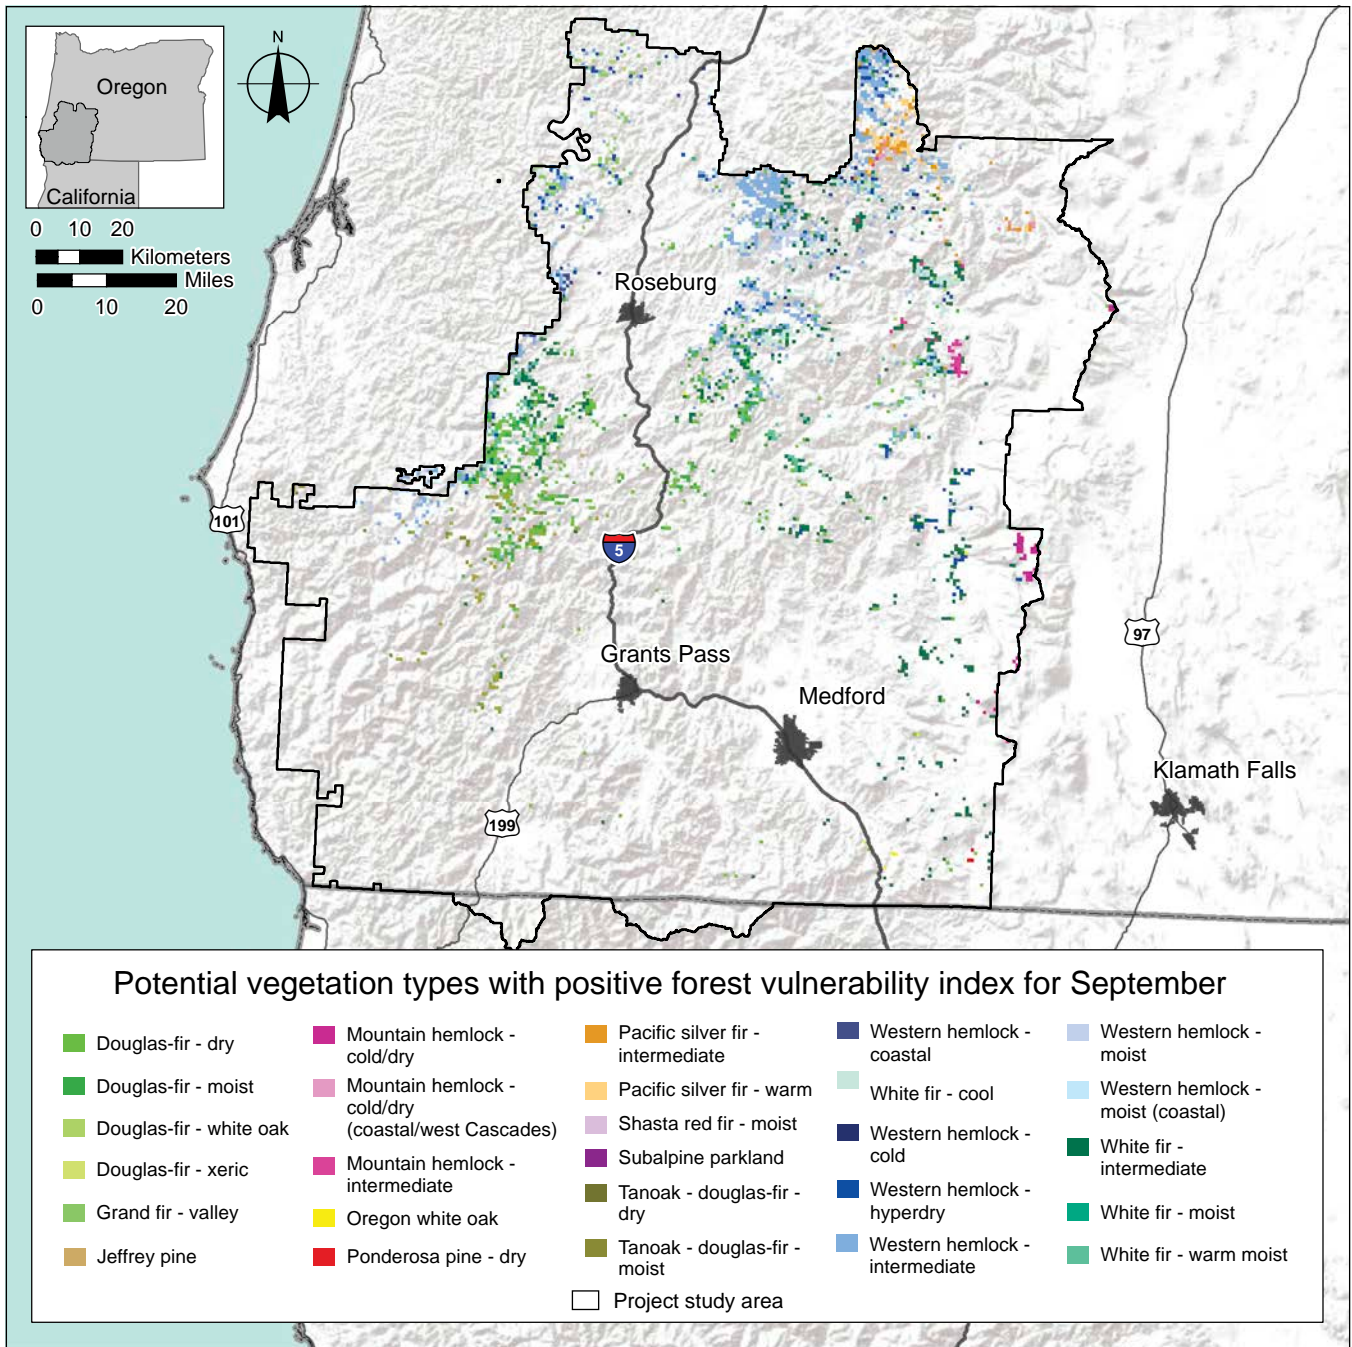 Oregon
California
N
0 10 20
Kilometers
Miles
0 10 20
Roseburg
101
5
97
Grants Pass
Medford
Klamath Falls
199
Potential vegetation types with positive forest vulnerability index for September
Douglas-fir - dry
Douglas-fir - moist
Douglas-fir - white oak
Douglas-fir - xeric
Grand fir - valley
Jeffrey pine
Mountain hemlock -
cold/dry
Mountain hemlock -
cold/dry
(coastal/west Cascades)
Mountain hemlock -
intermediate
Oregon white oak
Ponderosa pine - dry
Pacific silver fir -
intermediate
Pacific silver fir - warm
Shasta red fir - moist
Subalpine parkland
Tanoak - douglas-fir -
dry
Tanoak - douglas-fir -
moist
Western hemlock -
coastal
White fir - cool
Western hemlock -
cold
Western hemlock -
hyperdry
Western hemlock -
intermediate
Western hemlock -
moist
Western hemlock -
moist (coastal)
White fir -
intermediate
White fir - moist
White fir - warm moist
Project study area